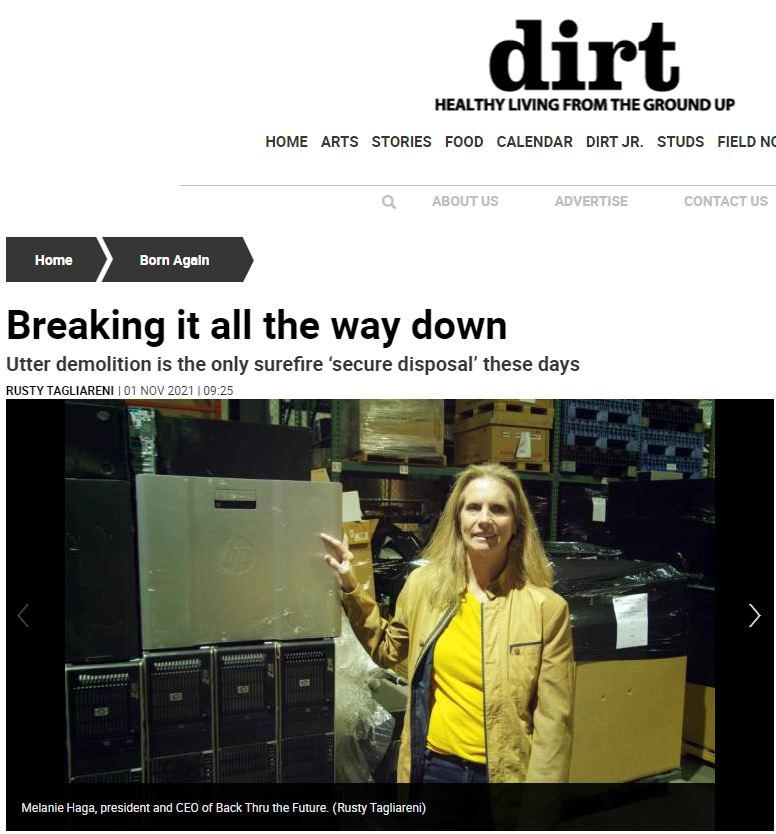 dirt
HEALTHY LIVING FROM THE GROUND UP
HOME ARTS STORIES FOOD CALENDAR DIRT JR. STUDS FIELD NO
ABOUT US ADVERTISE CONTACT US
Home Born Again
Breaking it all the way down
Utter demolition is the only surefire ‘secure disposal’ these days
RUSTY TAGLIARENI | 01 NOV 2021 | 09:25
hp
Melanie Haga, president and CEO of Back Thru the Future. (Rusty Tagliareni)